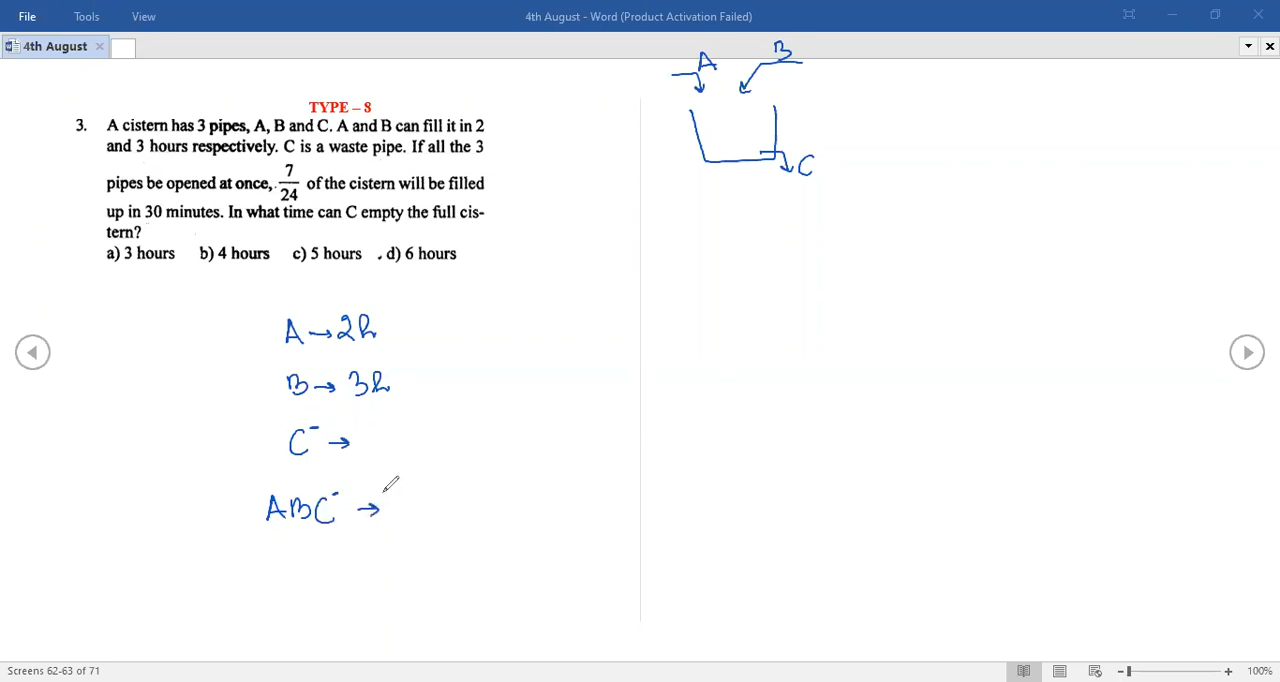 File Tools View 4th August - Word (Product Activation Failed)
4th August
TYPE – 8
3. A cistern has 3 pipes, A, B and C. A and B can fill it in 2
and 3 hours respectively. C is a waste pipe. If all the 3
pipes be opened at once, 7/24 of the cistern will be filled
up in 30 minutes. In what time can C empty the full cis-
tern?
a) 3 hours b) 4 hours c) 5 hours d) 6 hours
A → 2h
B → 3h
C⁻ →
ABC⁻ →
A B
C
Screens 62-63 of 71 100%